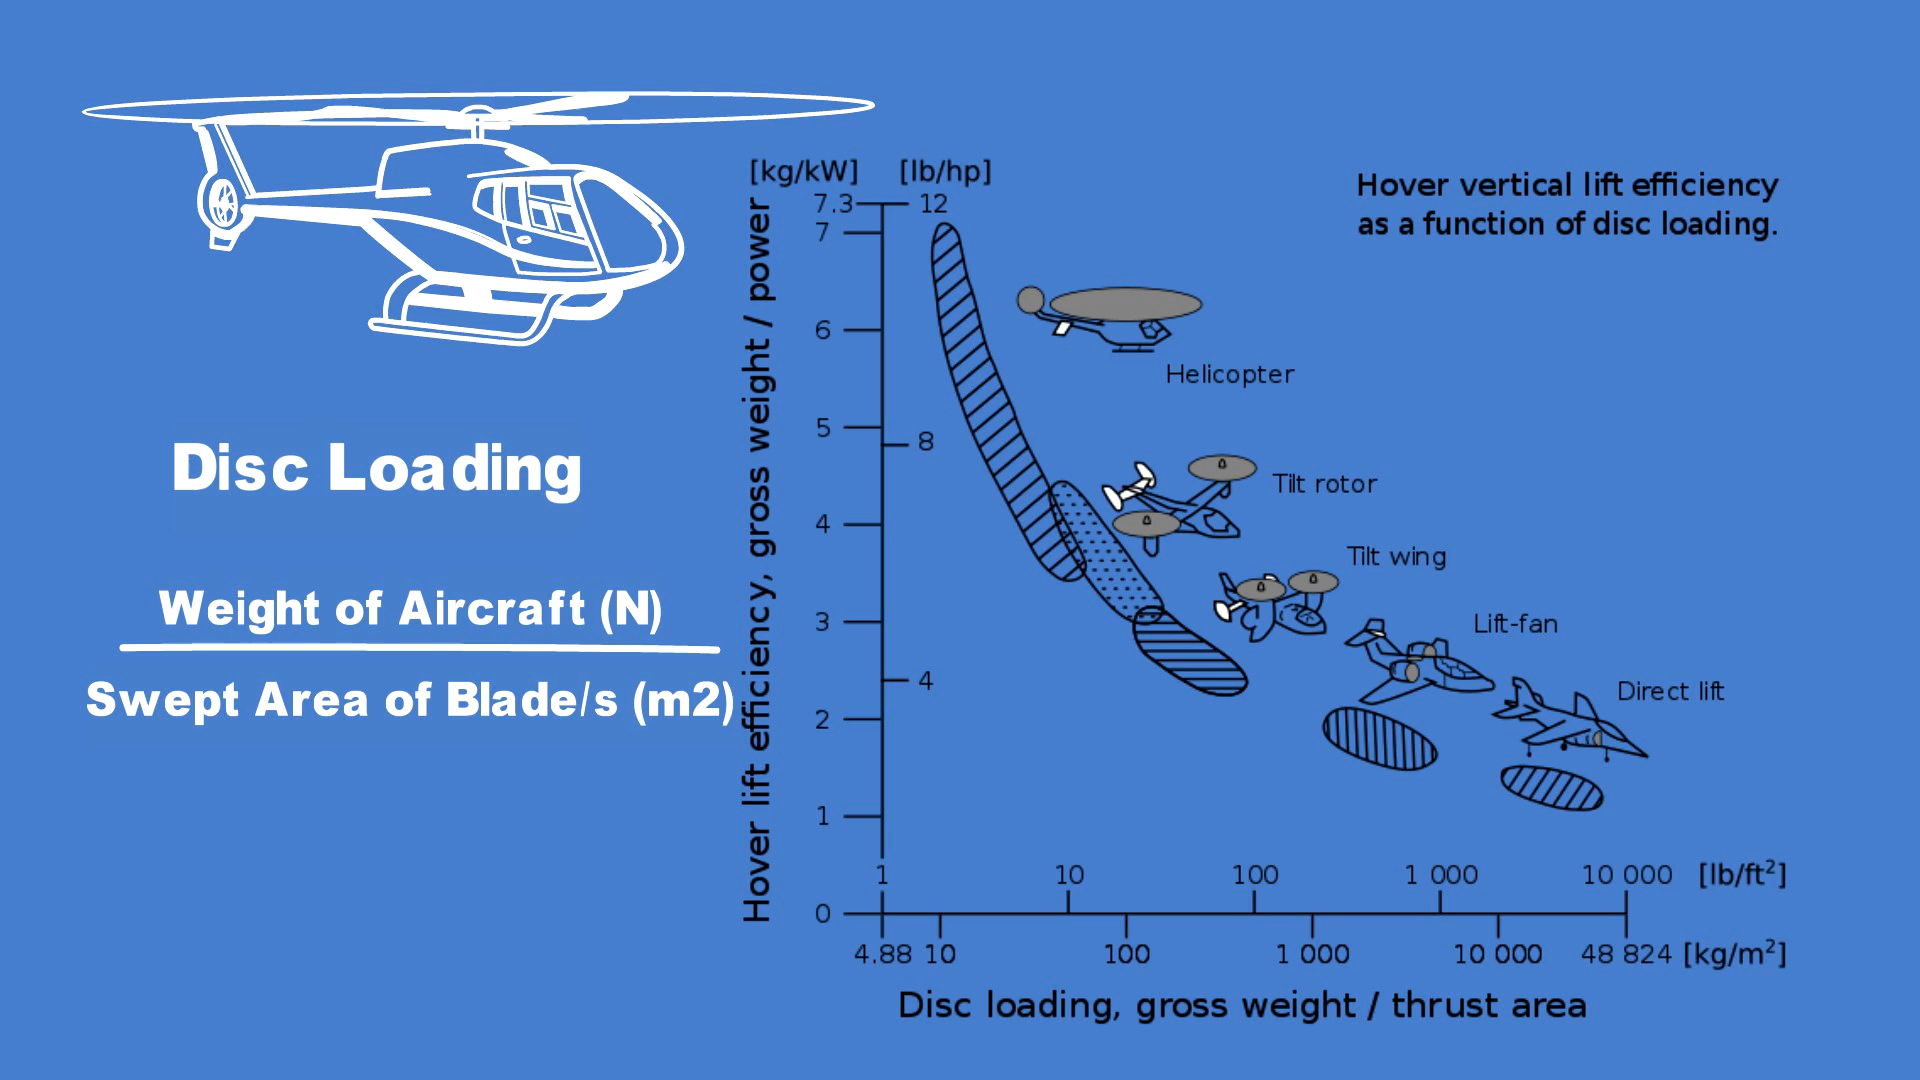 Disc Loading
Weight of Aircraft (N)
Swept Area of Blade/s (m2)
Hover lift efficiency, gross weight / power
[kg/kW] [lb/hp]
7.3 12
7
6
5
8
4
3
4
2
1
0
Hover vertical lift efficiency
as a function of disc loading.
Helicopter
Tilt rotor
Tilt wing
Lift-fan
Direct lift
1 10 100 1 000 10 000 [lb/ft²]
4.88 10 100 1 000 10 000 48 824 [kg/m²]
Disc loading, gross weight / thrust area